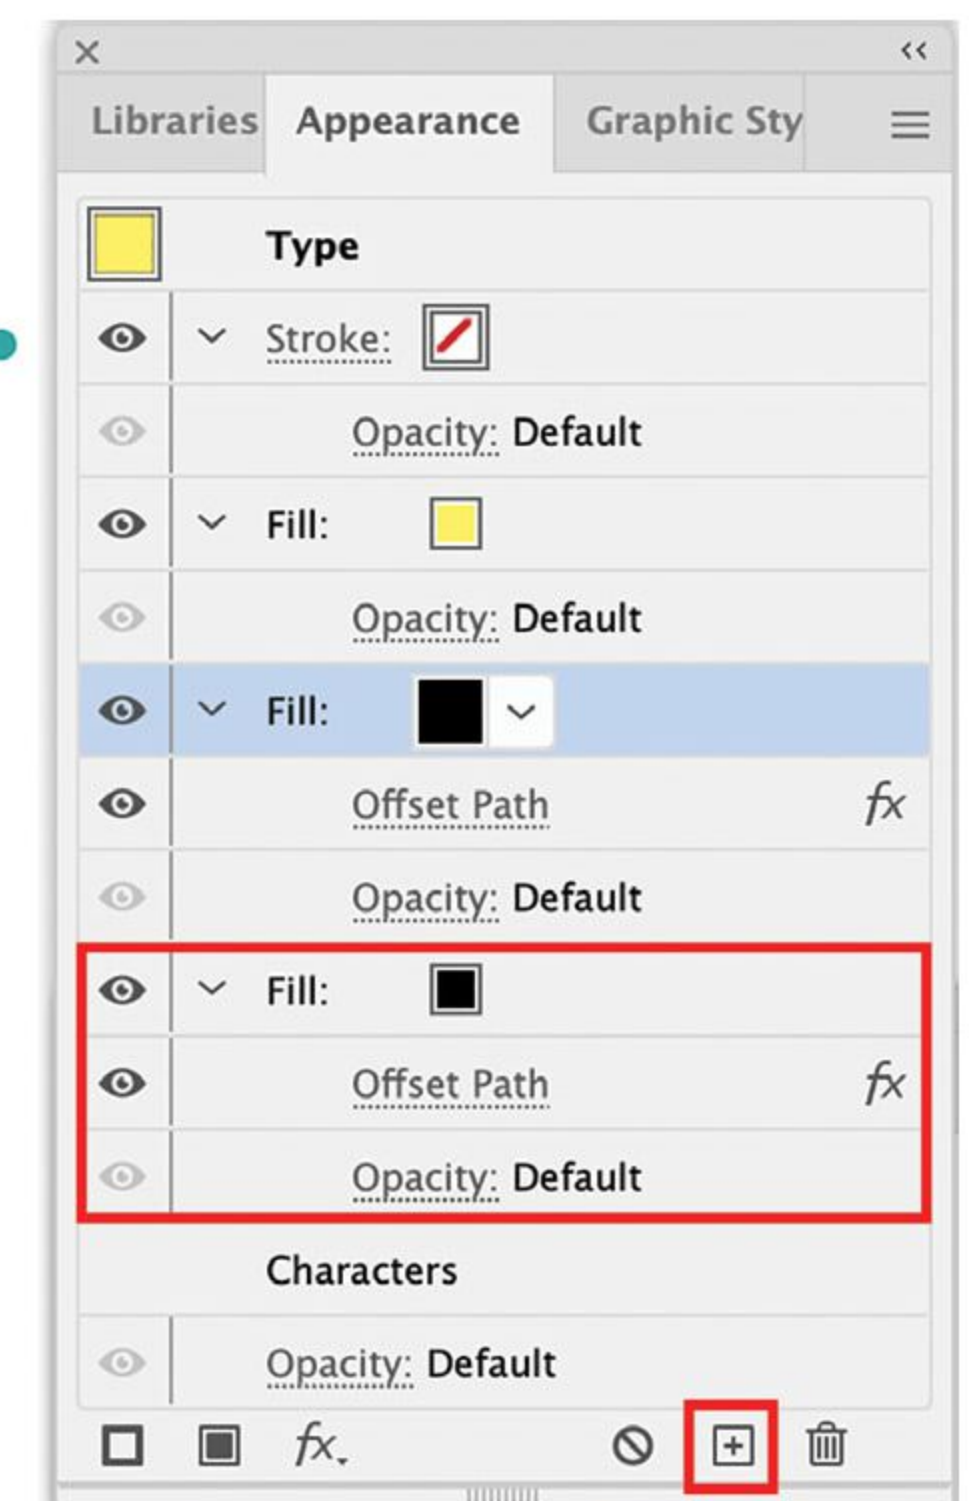 Libraries Appearance Graphic Sty
Type
Stroke:
Opacity: Default
Fill:
Opacity: Default
Fill:
Offset Path fx
Opacity: Default
Fill:
Offset Path fx
Opacity: Default
Characters
Opacity: Default
fx.